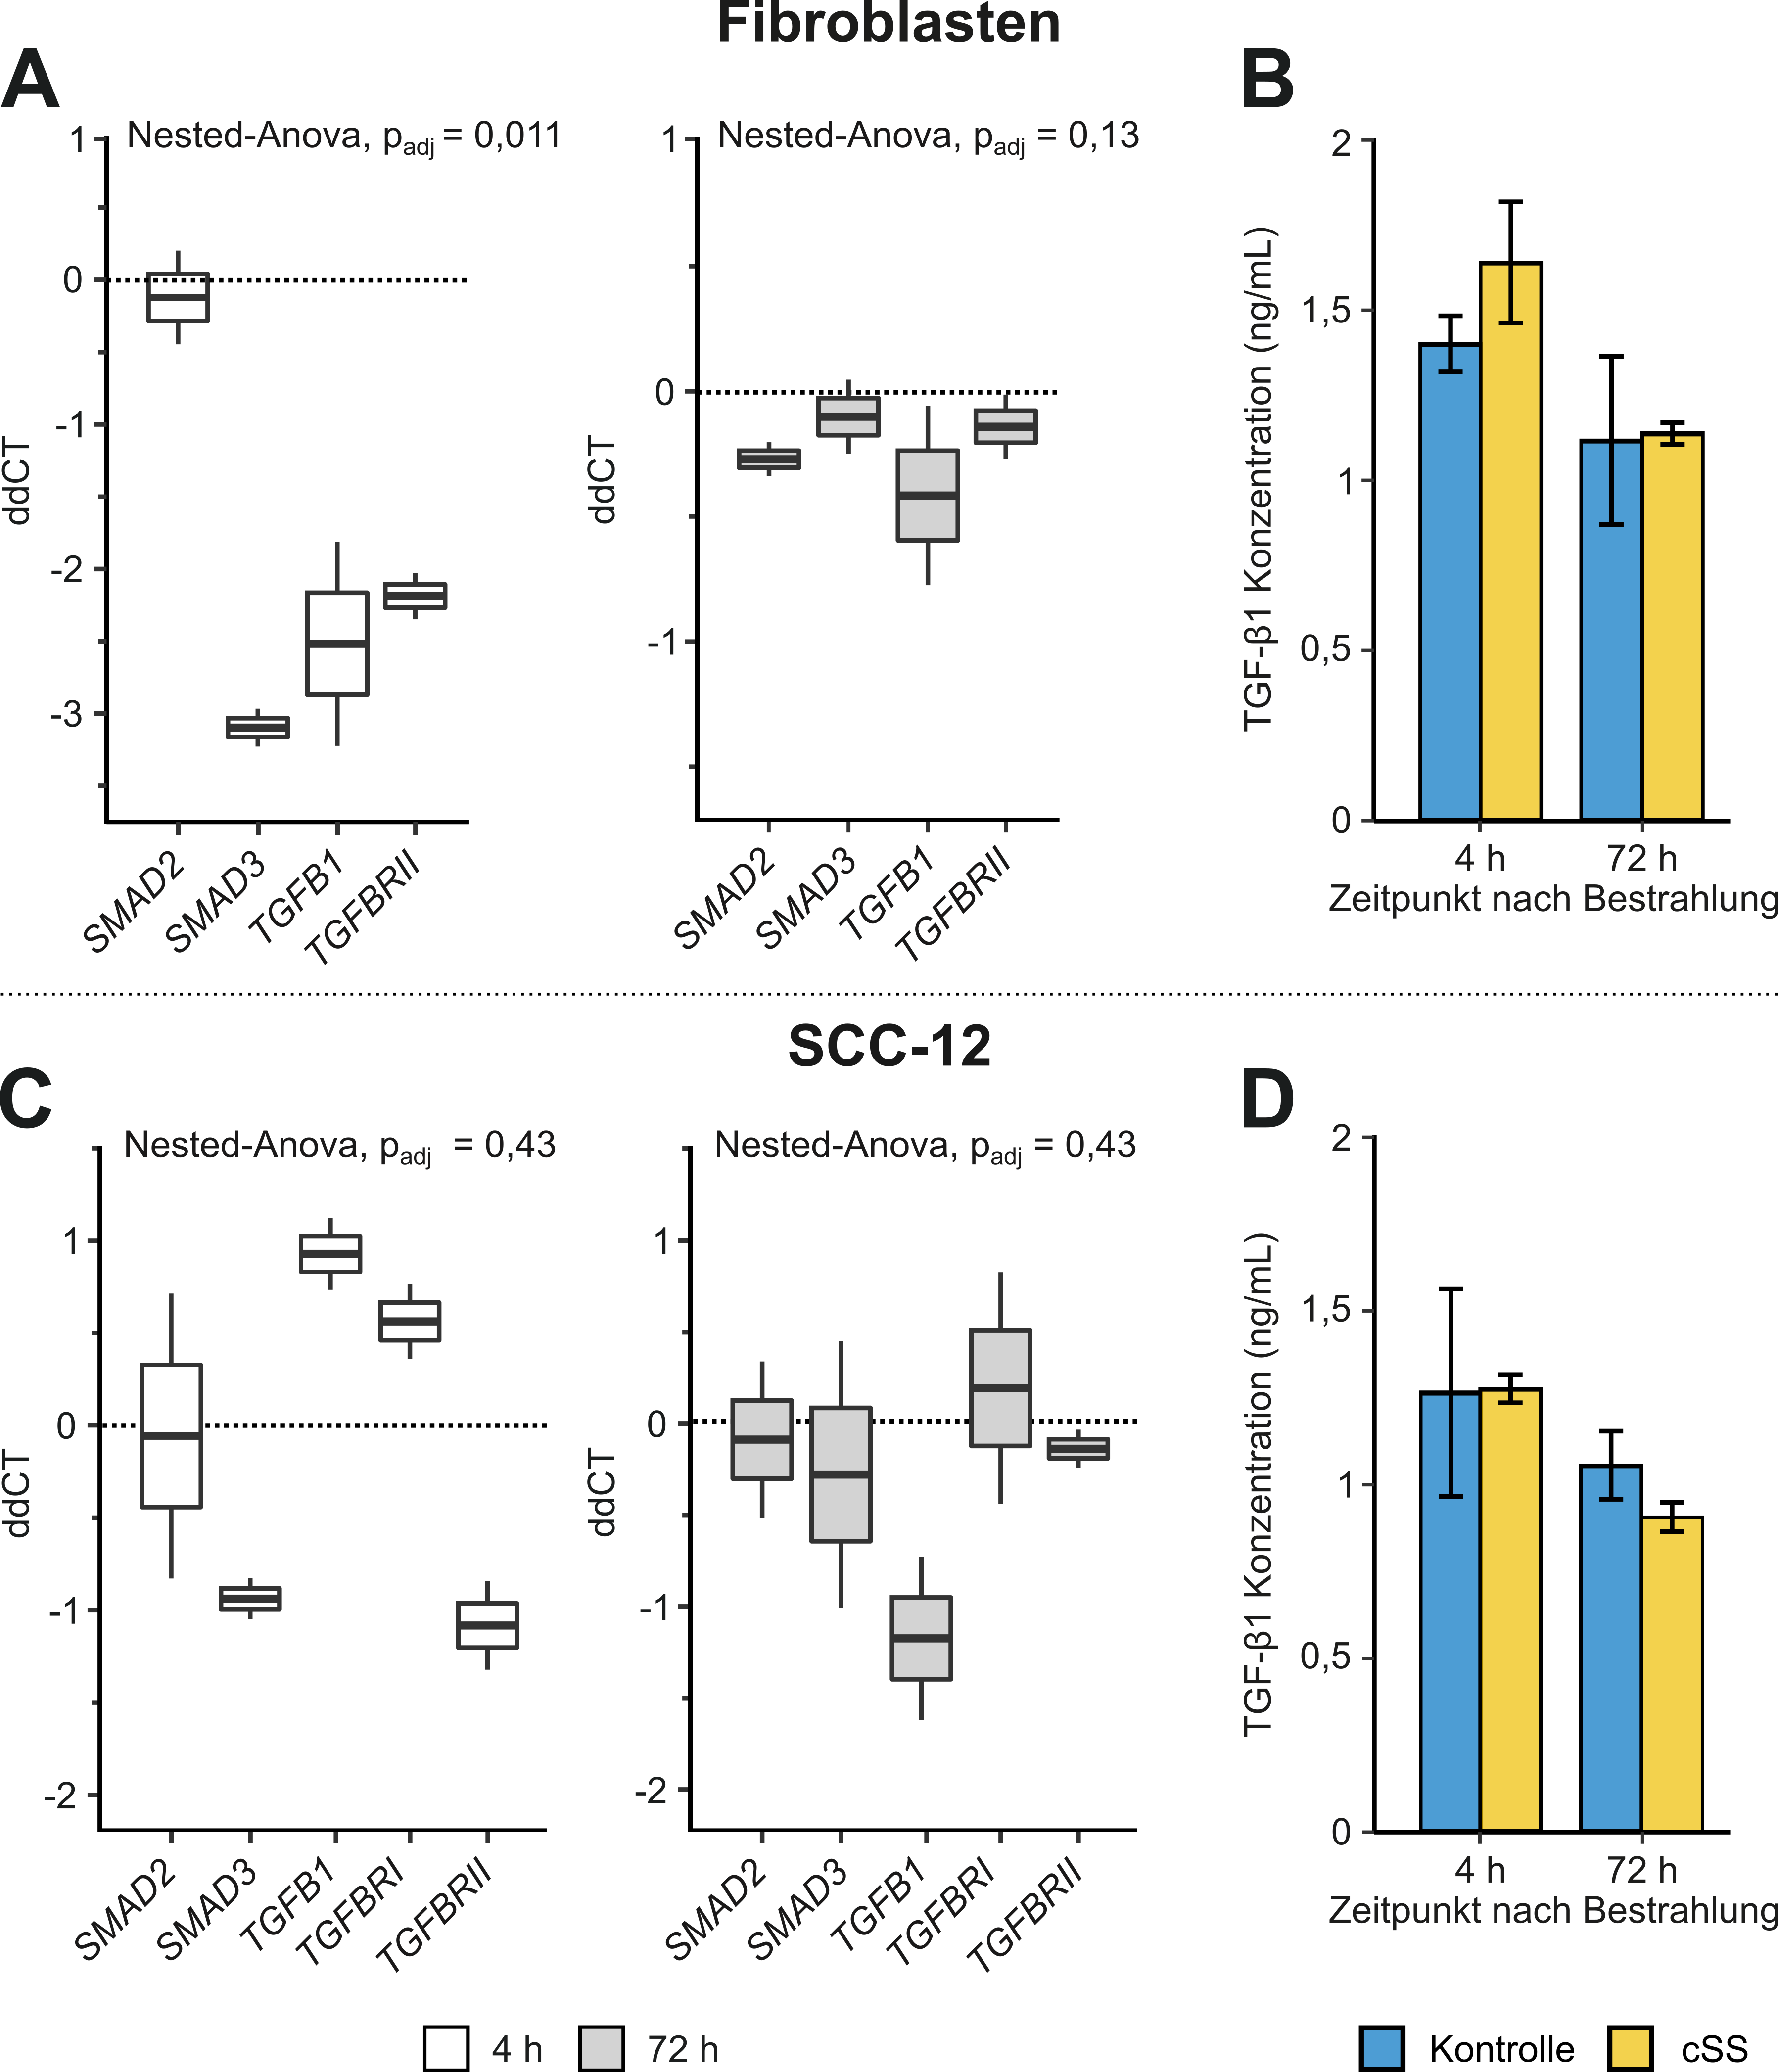 Fibroblasten
A
Nested-Anova, padj = 0,011
1
0
-1
-2
-3
ddCT
SMAD2
SMAD3
TGFB1
TGFBRII
Nested-Anova, padj = 0,13
1
0
-1
ddCT
SMAD2
SMAD3
TGFB1
TGFBRII
B
2
1,5
1
0,5
0
TGF-β1 Konzentration (ng/mL)
4 h
72 h
Zeitpunkt nach Bestrahlung
SCC-12
C
Nested-Anova, padj = 0,43
1
0
-1
-2
ddCT
SMAD2
SMAD3
TGFB1
TGFBRI
TGFBRII
Nested-Anova, padj = 0,43
1
0
-1
-2
ddCT
SMAD2
SMAD3
TGFB1
TGFBRI
TGFBRII
D
2
1,5
1
0,5
0
TGF-β1 Konzentration (ng/mL)
4 h
72 h
Zeitpunkt nach Bestrahlung
4 h
72 h
Kontrolle
cSS